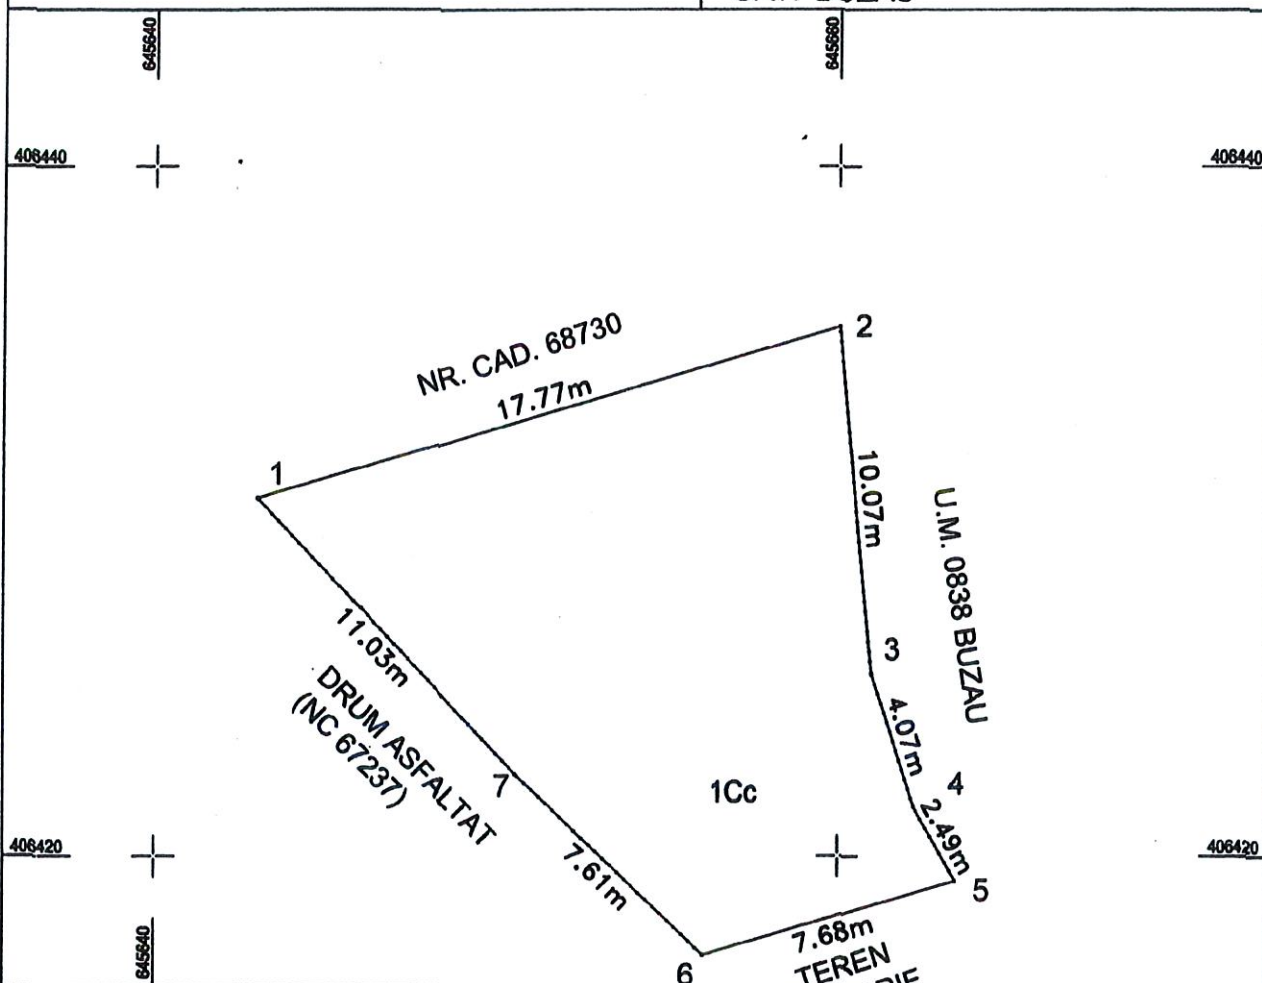 645640
645660
406440
406440
2
NR. CAD. 68730
17.77m
1
10.07m
U.M. 0838 BUZAU
3
11.03m
DRUM ASFALTAT
(NC 67237)
4.07m
7
1Cc
4
2.49m
406420
406420
7.61m
5
7.68m
645640
TEREN
6